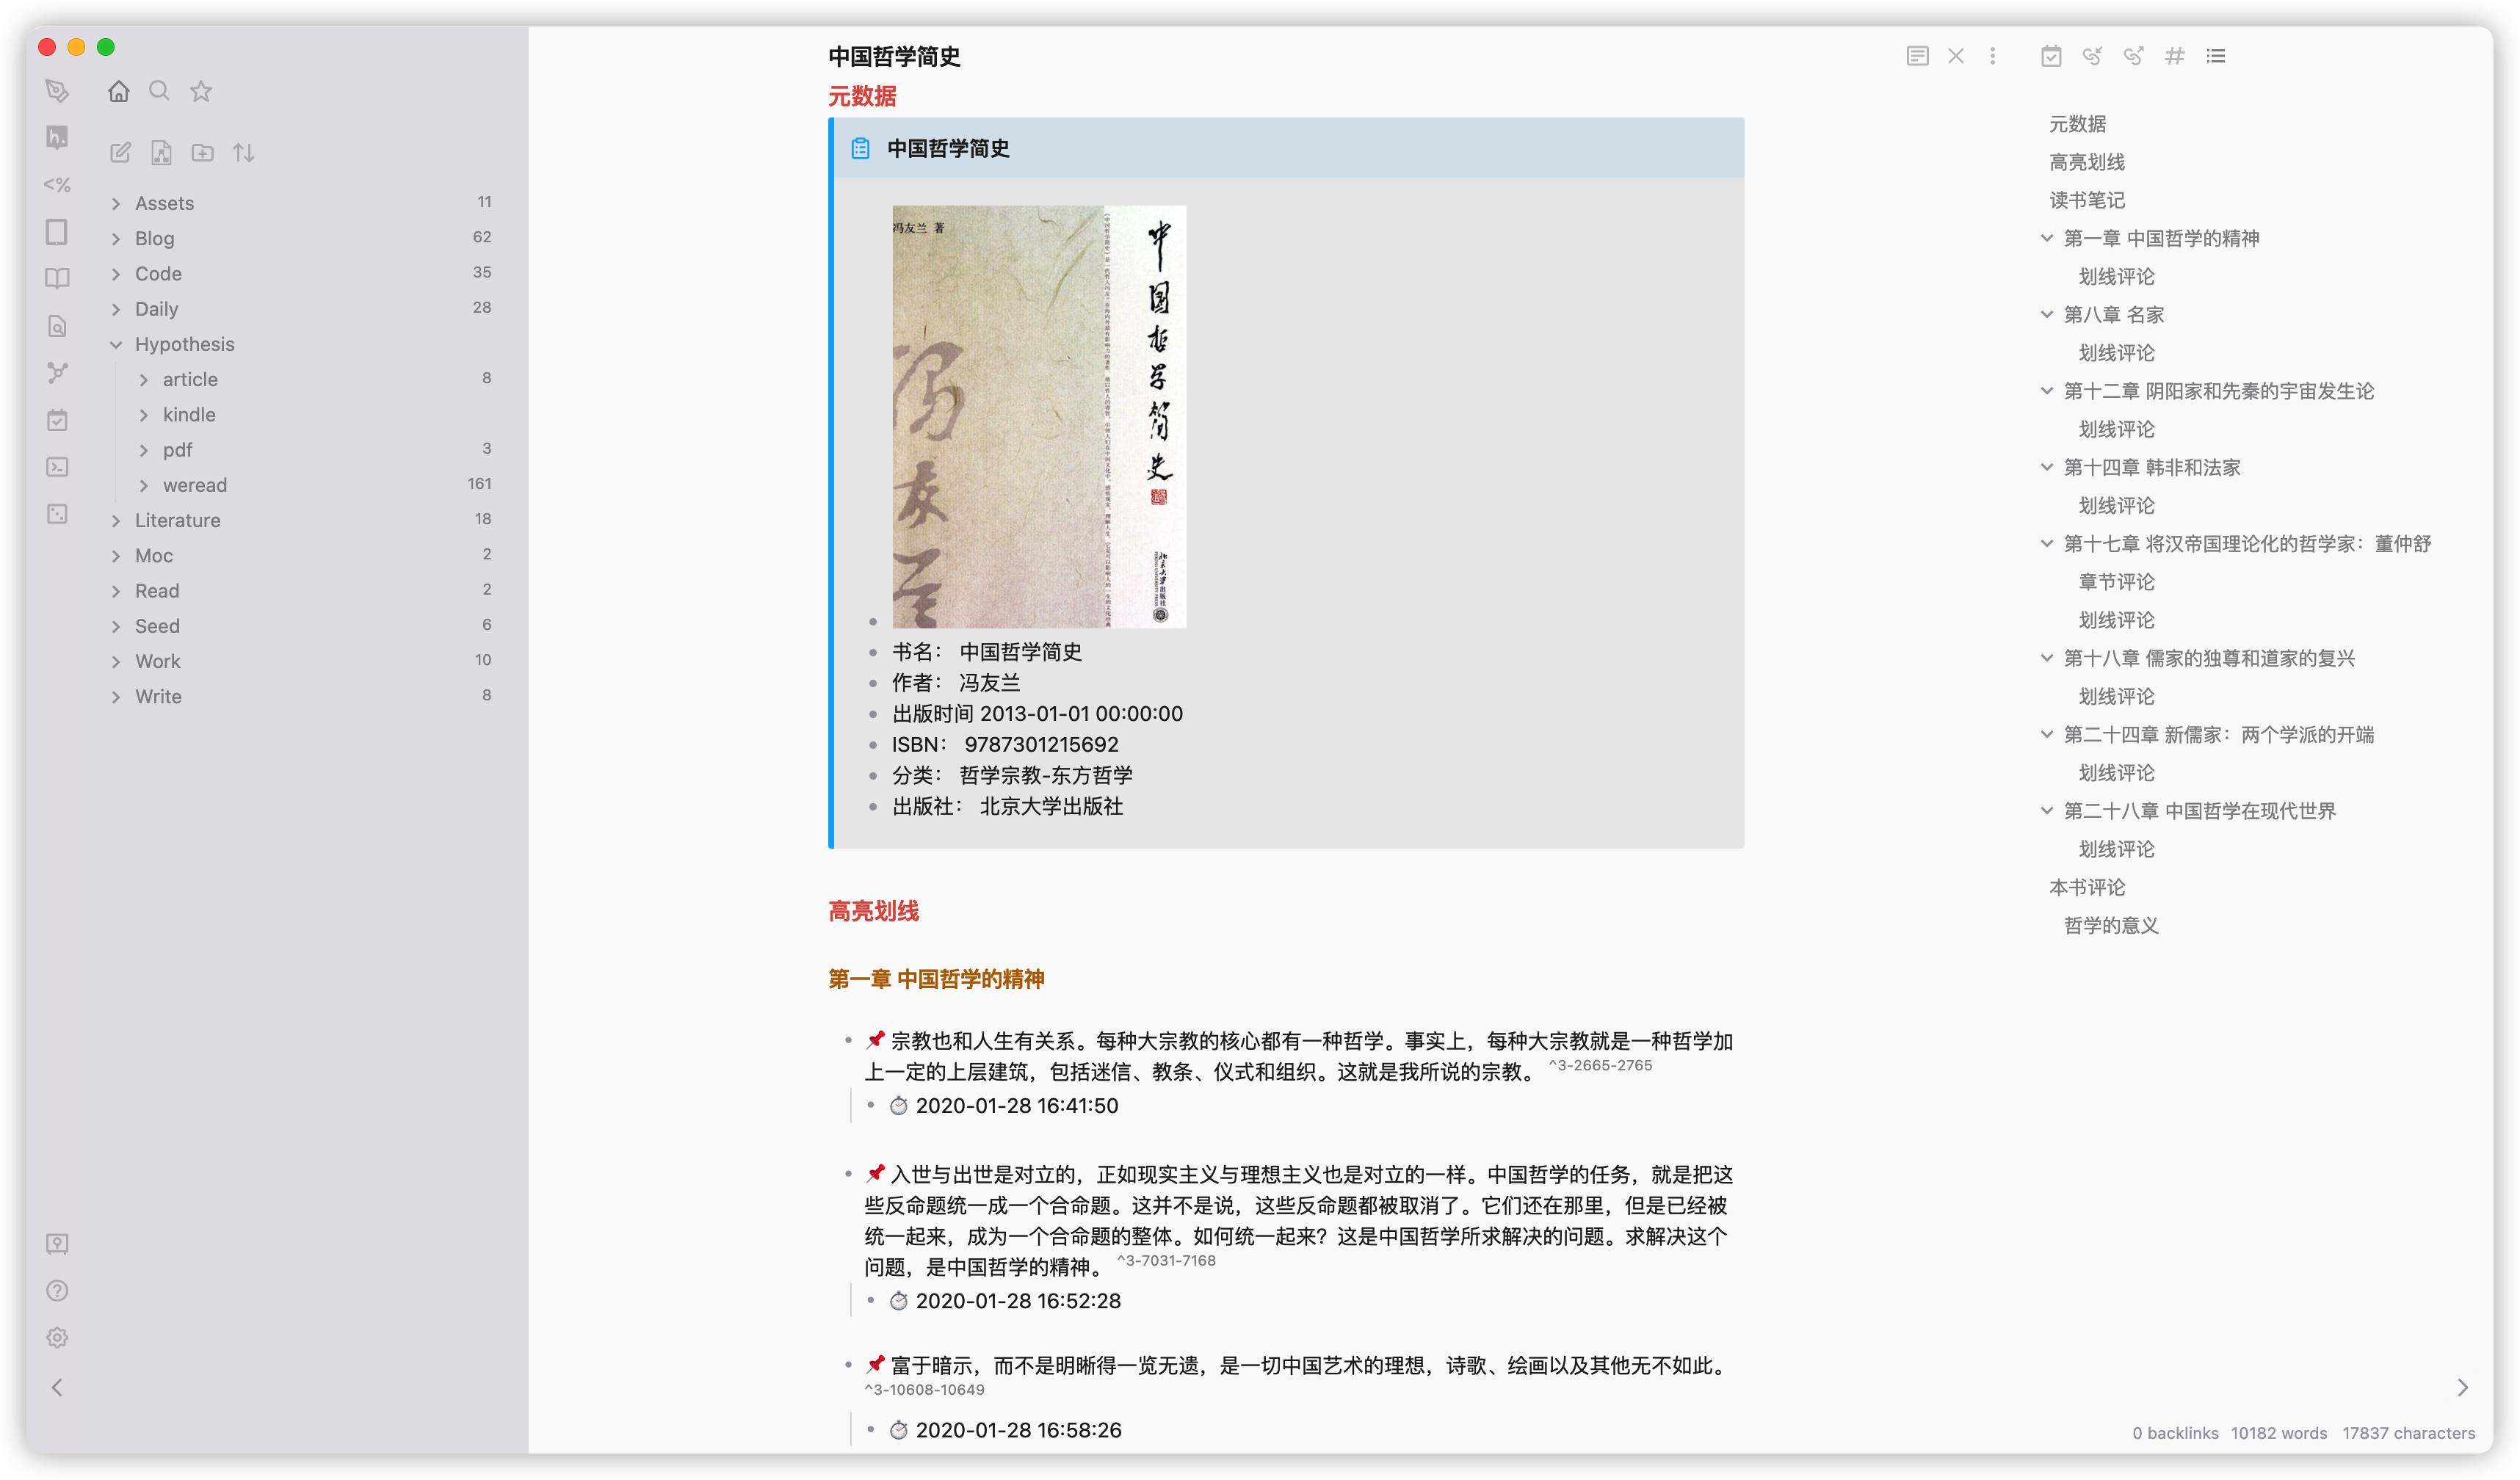 <%
Assets 11
Blog 62
Code 35
Daily 28
Hypothesis
article 8
kindle
pdf 3
weread 161
Literature 18
Moc 2
Read 2
Seed 6
Work 10
Write 8
中国哲学简史
元数据
中国哲学简史
冯友兰 著
中国哲学简史
北京大学出版社
PEKING UNIVERSITY PRESS
书名： 中国哲学简史
作者： 冯友兰
出版时间 2013-01-01 00:00:00
ISBN： 9787301215692
分类： 哲学宗教-东方哲学
出版社： 北京大学出版社
高亮划线
第一章 中国哲学的精神
📌 宗教也和人生有关系。每种大宗教的核心都有一种哲学。事实上，每种大宗教就是一种哲学加
上一定的上层建筑，包括迷信、教条、仪式和组织。这就是我所说的宗教。 ^3-2665-2765
⏱ 2020-01-28 16:41:50
📌 入世与出世是对立的，正如现实主义与理想主义也是对立的一样。中国哲学的任务，就是把这
些反命题统一成一个合命题。这并不是说，这些反命题都被取消了。它们还在那里，但是已经被
统一起来，成为一个合命题的整体。如何统一起来？这是中国哲学所求解决的问题。求解决这个
问题，是中国哲学的精神。 ^3-7031-7168
⏱ 2020-01-28 16:52:28
📌 富于暗示，而不是明晰得一览无遗，是一切中国艺术的理想，诗歌、绘画以及其他无不如此。
^3-10608-10649
⏱ 2020-01-28 16:58:26
元数据
高亮划线
读书笔记
第一章 中国哲学的精神
划线评论
第八章 名家
划线评论
第十二章 阴阳家和先秦的宇宙发生论
划线评论
第十四章 韩非和法家
划线评论
第十七章 将汉帝国理论化的哲学家：董仲舒
章节评论
划线评论
第十八章 儒家的独尊和道家的复兴
划线评论
第二十四章 新儒家：两个学派的开端
划线评论
第二十八章 中国哲学在现代世界
划线评论
本书评论
哲学的意义
0 backlinks 10182 words 17837 characters